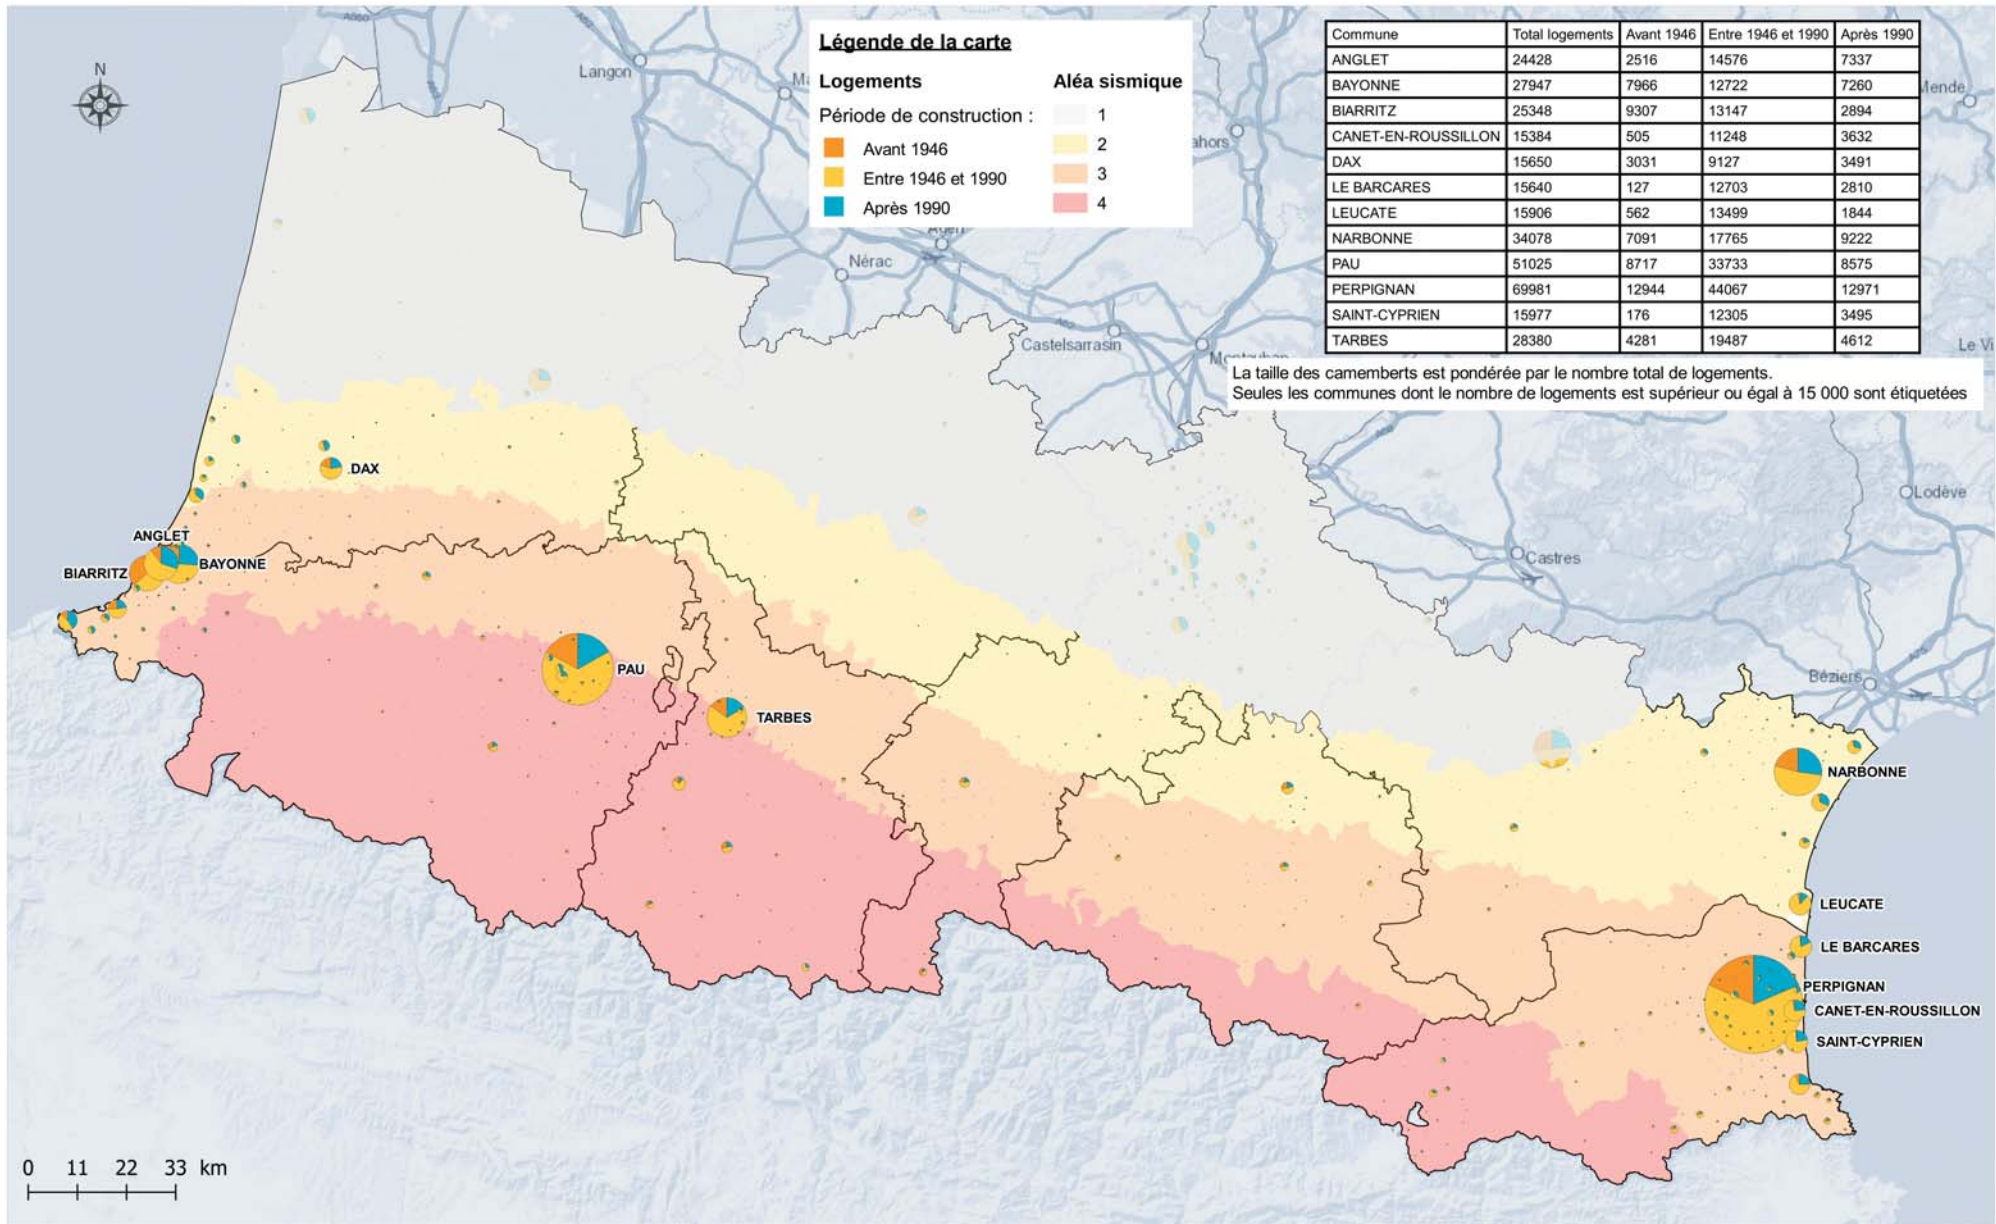 Légende de la carte
Logements
Période de construction :
Avant 1946
Entre 1946 et 1990
Après 1990
Aléa sismique
1
2
3
4
Commune Total logements Avant 1946 Entre 1946 et 1990 Après 1990
ANGLET 24428 2516 14576 7337
BAYONNE 27947 7966 12722 7260
BIARRITZ 25348 9307 13147 2894
CANET-EN-ROUSSILLON 15384 505 11248 3632
DAX 15650 3031 9127 3491
LE BARCARES 15640 127 12703 2810
LEUCATE 15906 562 13499 1844
NARBONNE 34078 7091 17765 9222
PAU 51025 8717 33733 8575
PERPIGNAN 69981 12944 44067 12971
SAINT-CYPRIEN 15977 176 12305 3495
TARBES 28380 4281 19487 4612
La taille des camemberts est pondérée par le nombre total de logements.
Seules les communes dont le nombre de logements est supérieur ou égal à 15 000 sont étiquetées
N
Langon
Mende
Nérac
Castelsarrasin
Lodève
Castres
Béziers
DAX
ANGLET
BAYONNE
BIARRITZ
PAU
TARBES
NARBONNE
LEUCATE
LE BARCARES
PERPIGNAN
CANET-EN-ROUSSILLON
SAINT-CYPRIEN
0 11 22 33 km